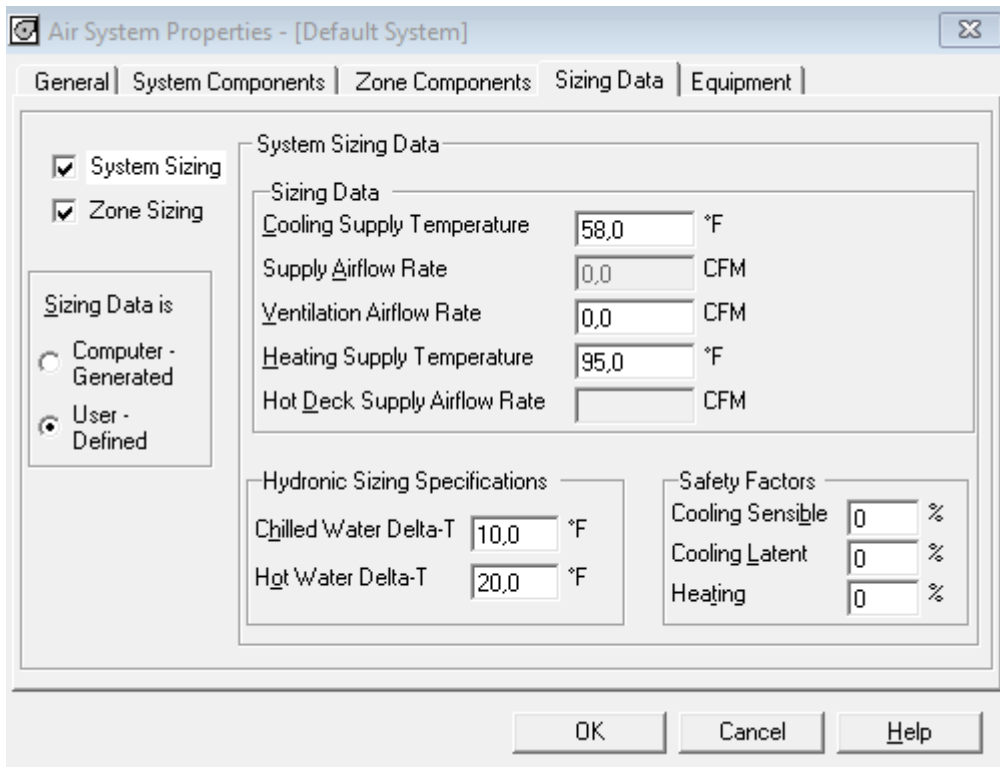 Air System Properties - [Default System]
General System Components Zone Components Sizing Data Equipment
System Sizing
Zone Sizing
Sizing Data is
Computer -
Generated
User -
Defined
System Sizing Data
Sizing Data
Cooling Supply Temperature 58,0 °F
Supply Airflow Rate 0,0 CFM
Ventilation Airflow Rate 0,0 CFM
Heating Supply Temperature 95,0 °F
Hot Deck Supply Airflow Rate CFM
Hydronic Sizing Specifications
Chilled Water Delta-T 10,0 °F
Hot Water Delta-T 20,0 °F
Safety Factors
Cooling Sensible 0 %
Cooling Latent 0 %
Heating 0 %
OK Cancel Help